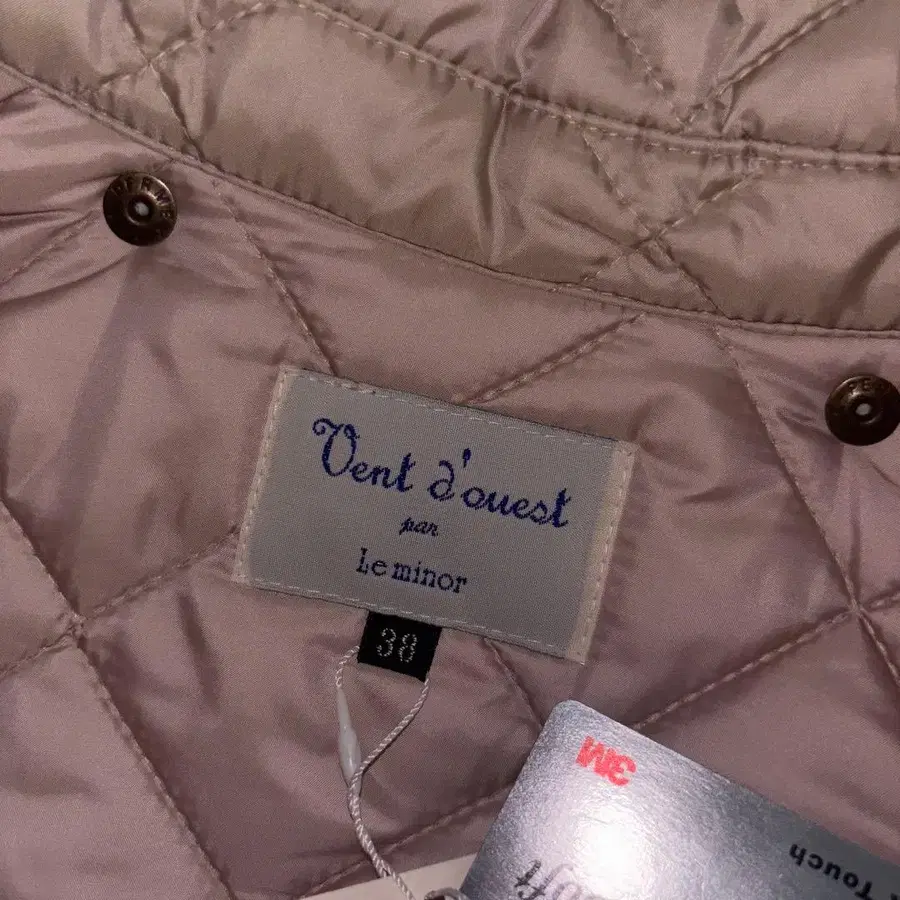 Vent d'ouest
par
Le minor
38
3M
Touch